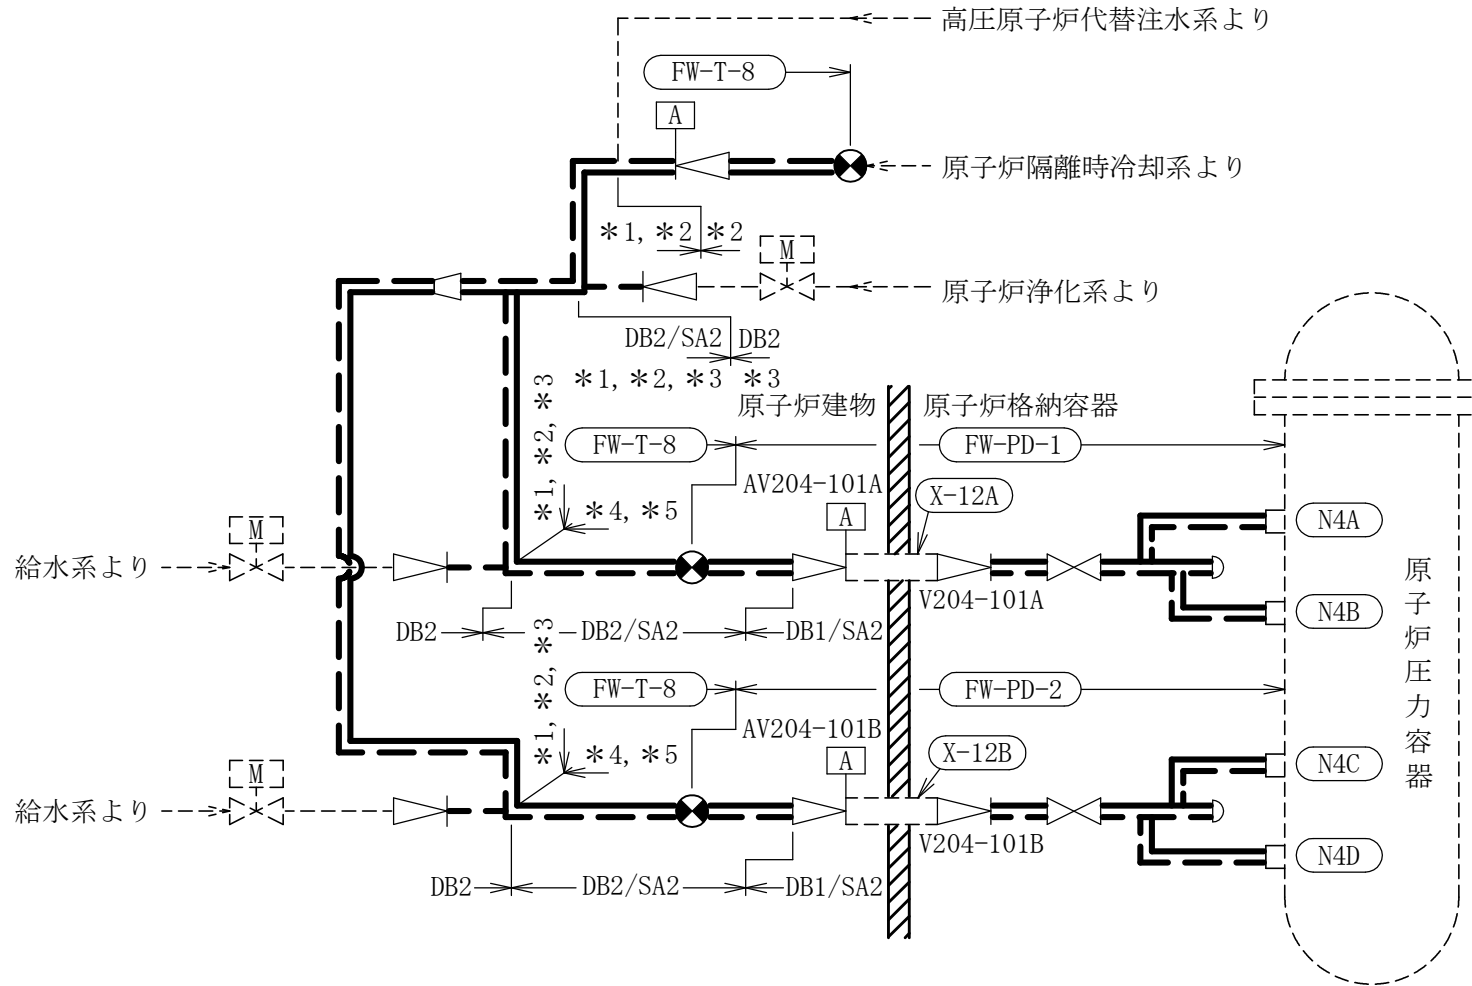 高圧原子炉代替注水系より
FW-T-8
A
原子炉隔離時冷却系より
*1, *2 *2
M
原子炉浄化系より
DB2/SA2 DB2
*1, *2, *3 *3
*1, *2, *3
原子炉建物 原子炉格納容器
FW-T-8 FW-PD-1
AV204-101A X-12A
*4, *5 A
M
給水系より
N4A
V204-101A
N4B
DB2 DB2/SA2 DB1/SA2
原子炉圧力容器
*1, *2, *3
FW-T-8 FW-PD-2
AV204-101B X-12B
*4, *5 A
M
給水系より
N4C
V204-101B
N4D
DB2 DB2/SA2 DB1/SA2